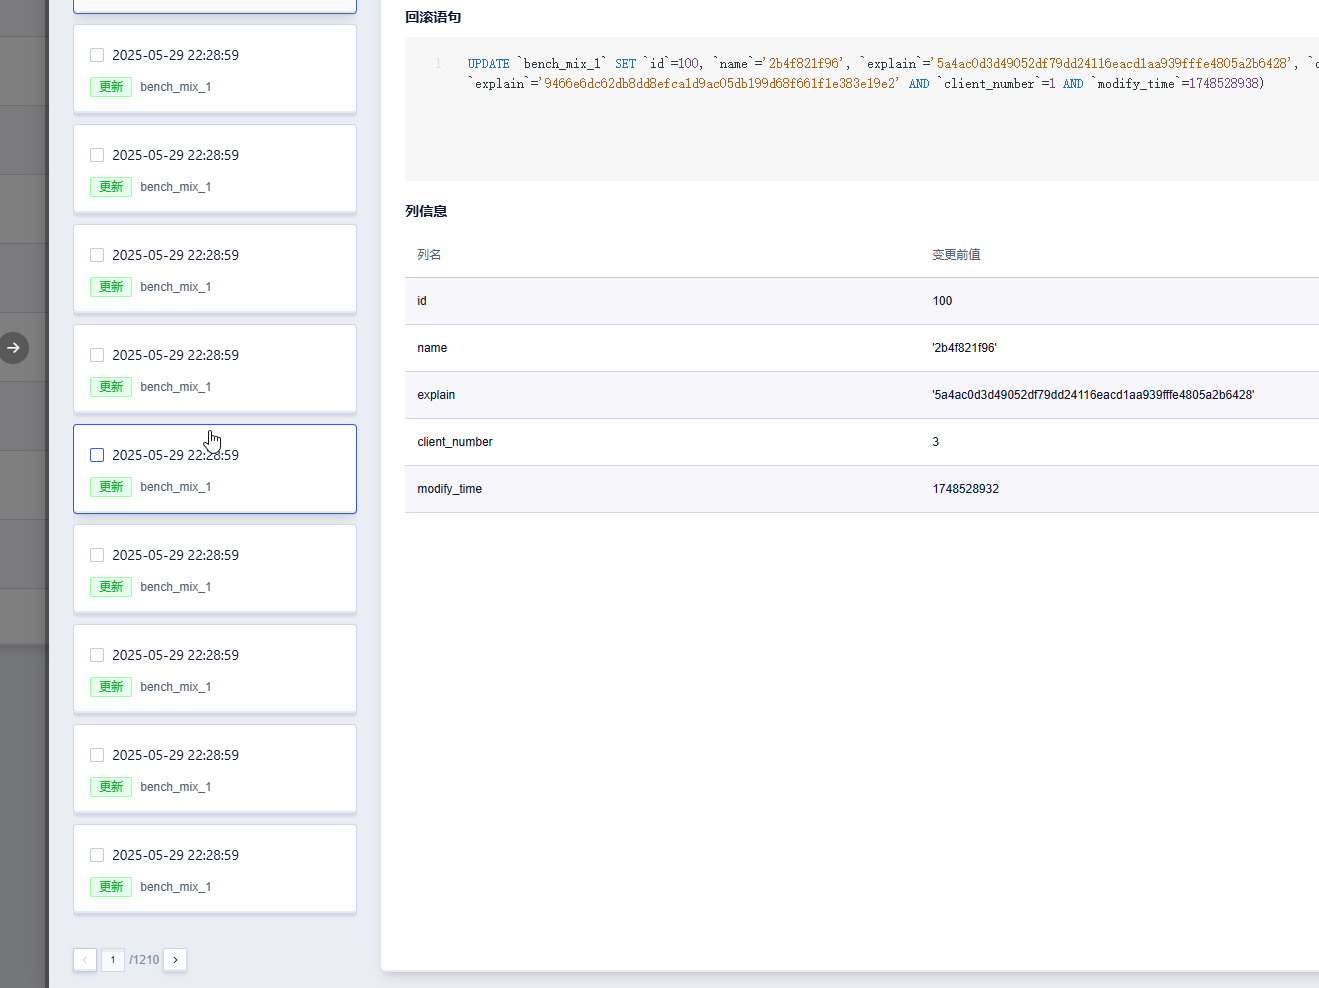 2025-05-29 22:28:59
更新 bench_mix_1
2025-05-29 22:28:59
更新 bench_mix_1
2025-05-29 22:28:59
更新 bench_mix_1
2025-05-29 22:28:59
更新 bench_mix_1
2025-05-29 22:28:59
更新 bench_mix_1
2025-05-29 22:28:59
更新 bench_mix_1
2025-05-29 22:28:59
更新 bench_mix_1
2025-05-29 22:28:59
更新 bench_mix_1
2025-05-29 22:28:59
更新 bench_mix_1
1 /1210
回滚语句
1 UPDATE `bench_mix_1` SET `id`=100, `name`='2b4f821f96', `explain`='5a4ac0d3d49052df79dd24116eacd1aa939fffe4805a2b6428', `
`explain`='9466e6dc62db8dd8efca1d9ac05db199d68f661f1e383e19e2' AND `client_number`=1 AND `modify_time`=1748528938)
列信息
列名 变更前值
id 100
name '2b4f821f96'
explain '5a4ac0d3d49052df79dd24116eacd1aa939fffe4805a2b6428'
client_number 3
modify_time 1748528932